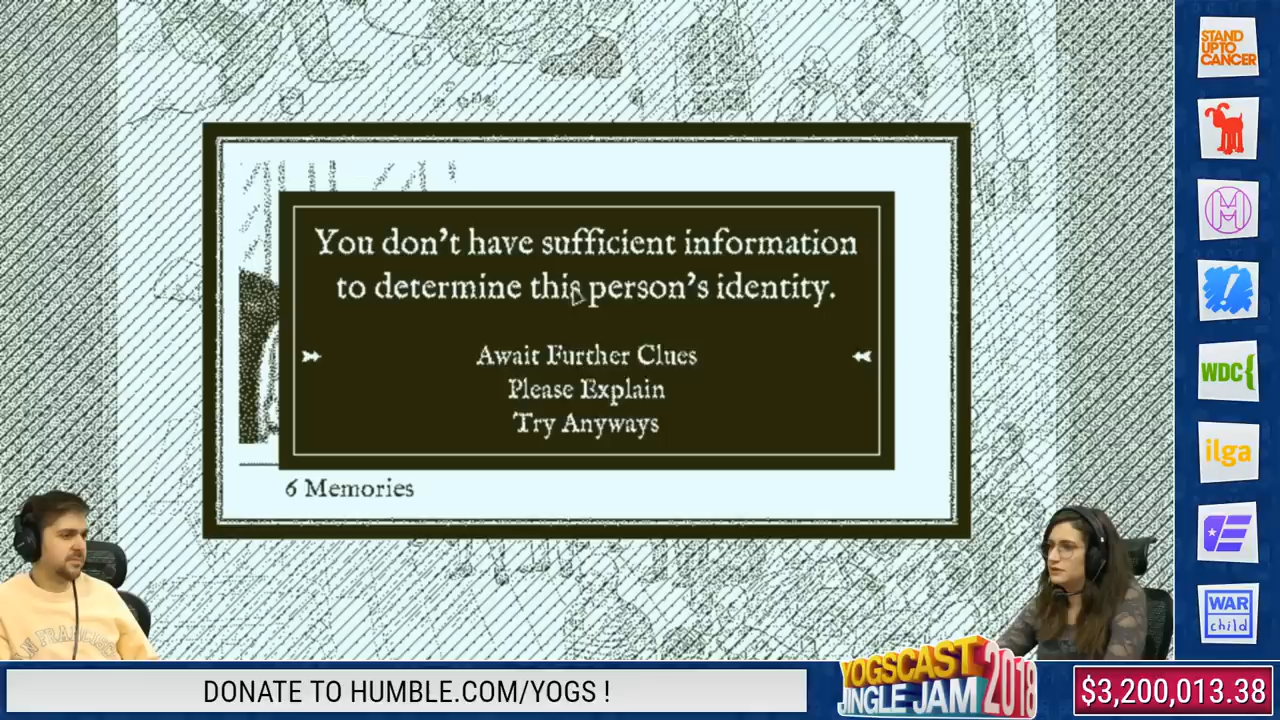 You don't have sufficient information
to determine this person's identity.
Await Further Clues
Please Explain
Try Anyways
6 Memories
STAND
UP TO
CANCER
WDC
ilga
WAR
child
DONATE TO HUMBLE.COM/YOGS !
YOGSCAST
JINGLE JAM 2018
$3,200,013.38